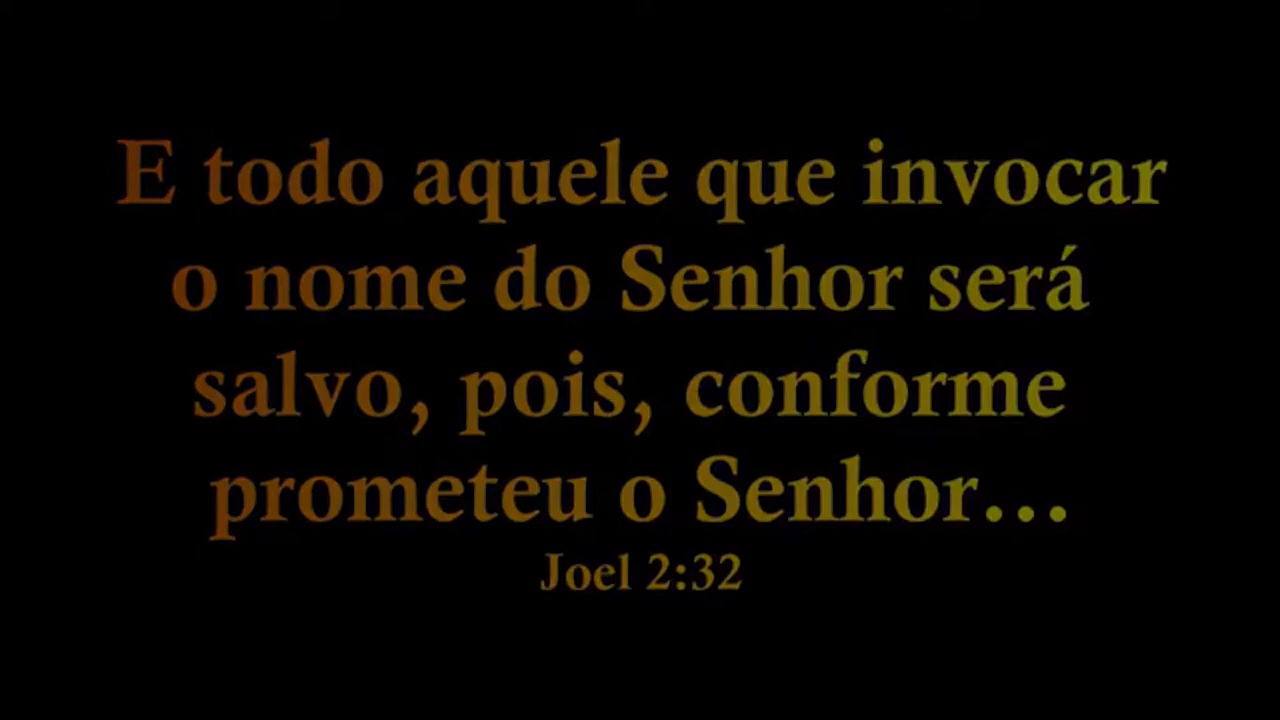 E todo aquele que invocar
o nome do Senhor será
salvo, pois, conforme
prometeu o Senhor...
Joel 2:32